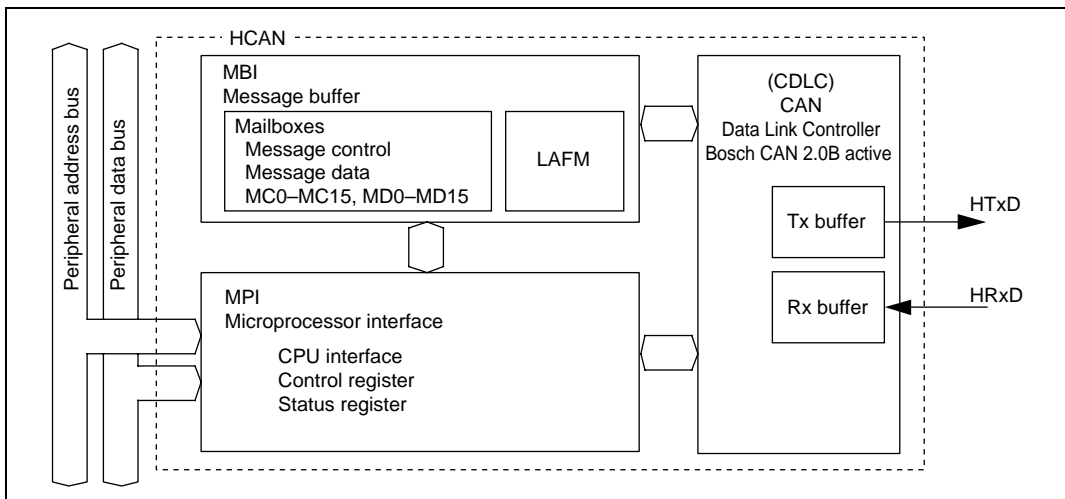 HCAN
Peripheral address bus
Peripheral data bus
MBI
Message buffer
Mailboxes
Message control
Message data
MC0–MC15, MD0–MD15
LAFM
(CDLC)
CAN
Data Link Controller
Bosch CAN 2.0B active
Tx buffer
HTxD
Rx buffer
HRxD
MPI
Microprocessor interface
CPU interface
Control register
Status register